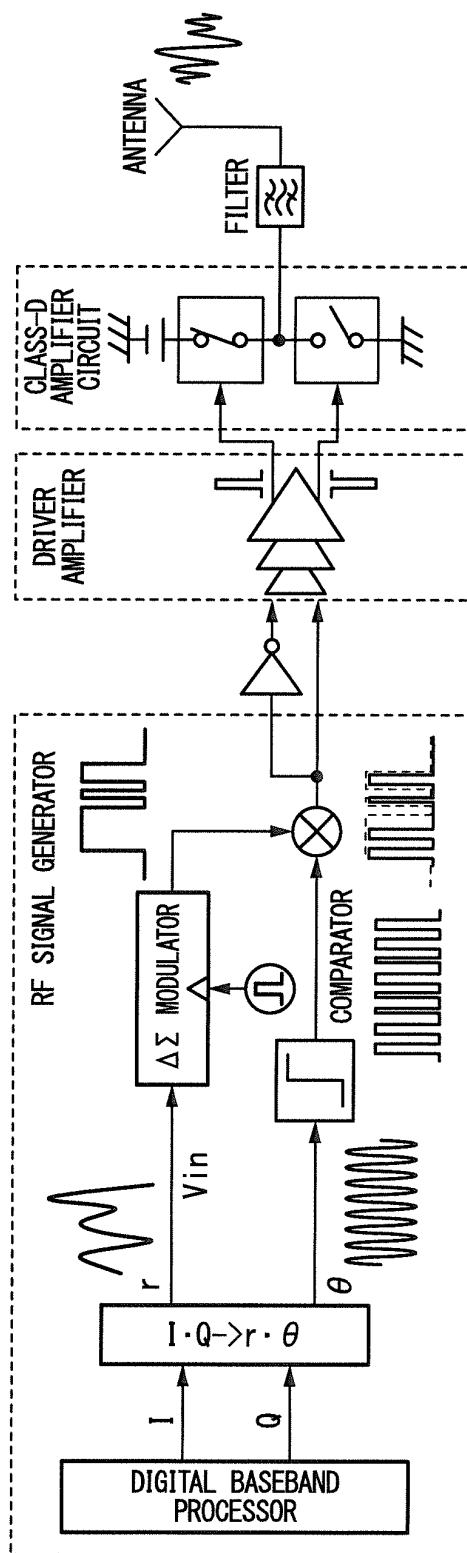 RF SIGNAL GENERATOR
DIGITAL BASEBAND
PROCESSOR
I
Q
I·Q->r·θ
r
Vin
θ
ΔΣ MODULATOR
COMPARATOR
DRIVER
AMPLIFIER
CLASS-D
AMPLIFIER
CIRCUIT
FILTER
ANTENNA